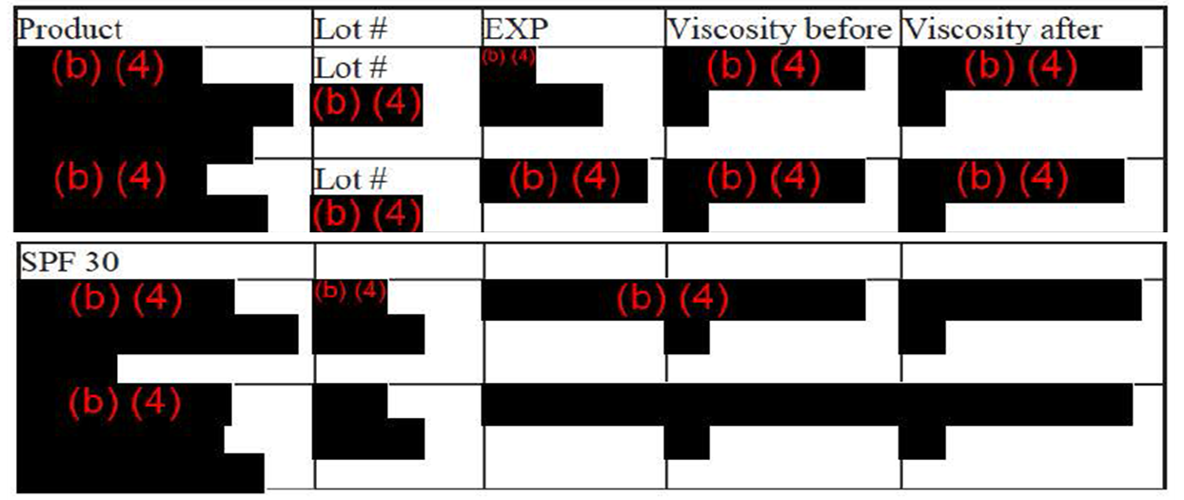 Product Lot # EXP Viscosity before Viscosity after
(b) (4) Lot # (b) (4) (b) (4) (b) (4)
(b) (4)
(b) (4) Lot # (b) (4) (b) (4) (b) (4)
(b) (4)
SPF 30
(b) (4) (b) (4) (b) (4)
(b) (4)